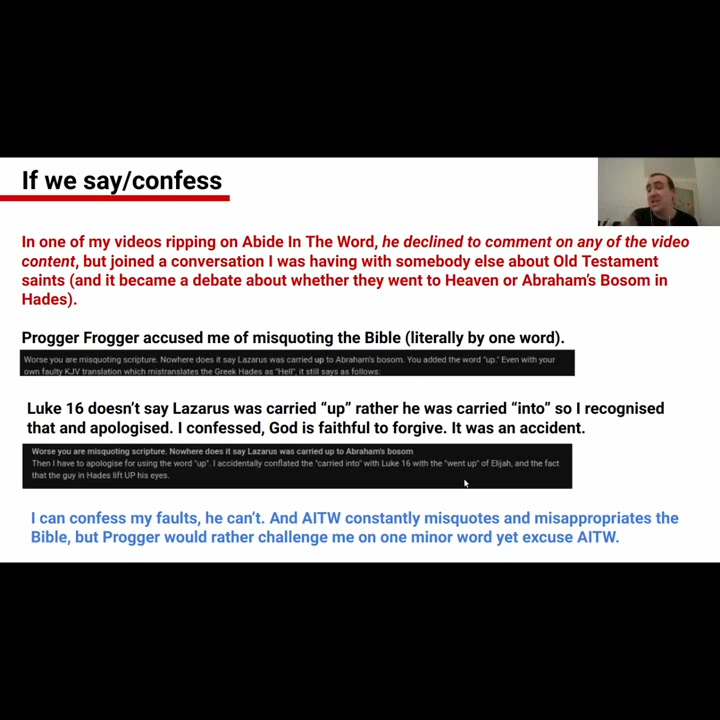 If we say/confess
In one of my videos ripping on Abide In The Word, he declined to comment on any of the video
content, but joined a conversation I was having with somebody else about Old Testament
saints (and it became a debate about whether they went to Heaven or Abraham's Bosom in
Hades).
Progger Frogger accused me of misquoting the Bible (literally by one word).
Worse you are misquoting scripture. Nowhere does it say Lazarus was carried up to Abraham's bosom. You added the word "up." Even with your
own faulty KJV translation which mistranslates the Greek Hades as "Hell", it still says as follows:
Luke 16 doesn't say Lazarus was carried "up" rather he was carried "into" so I recognised
that and apologised. I confessed, God is faithful to forgive. It was an accident.
Worse you are misquoting scripture. Nowhere does it say Lazarus was carried up to Abraham's bosom
Then I have to apologise for using the word "up". I accidentally conflated the "carried into" with Luke 16 with the "went up" of Elijah, and the fact
that the guy in Hades lift UP his eyes.
I can confess my faults, he can't. And AITW constantly misquotes and misappropriates the
Bible, but Progger would rather challenge me on one minor word yet excuse AITW.